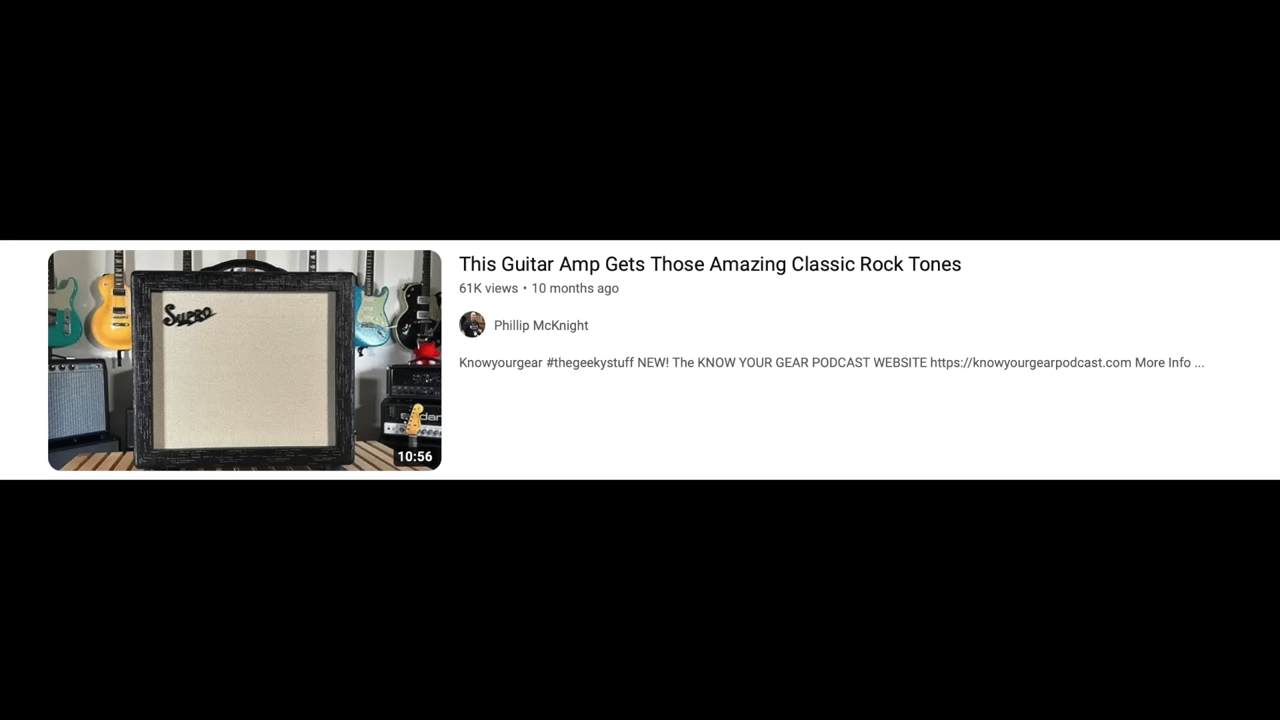 This Guitar Amp Gets Those Amazing Classic Rock Tones
61K views • 10 months ago
Phillip McKnight
Knowyourgear #thegeekystuff NEW! The KNOW YOUR GEAR PODCAST WEBSITE https://knowyourgearpodcast.com More Info ...
Supro
10:56